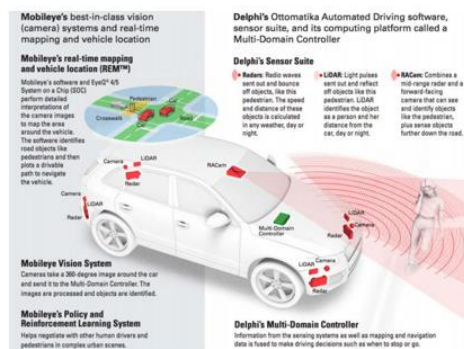 Mobileye's best-in-class vision
(camera) systems and real-time
mapping and vehicle location
Mobileye's real-time mapping
and vehicle location (REM™)
Mobileye's software and EyeQ® 4/5
System on a Chip (SOC)
perform detailed
interpretations of
the camera images
to map the area
around the vehicle.
The software identifies
road objects like
pedestrians and then
plots a drivable
path to navigate
the vehicle.
Pedestrian
Car
Car
Crosswalk
Delphi's Ottomatika Automated Driving software,
sensor suite, and its computing platform called a
Multi-Domain Controller
Delphi's Sensor Suite
Radars: Radio waves
sent out and bounce
off objects, like this
pedestrian. The speed
and distance of these
objects is calculated
in any weather, day or
night.
LiDAR: Light pulses
sent out and reflect
off objects like this
pedestrian. LiDAR
identifies the object
as a person and her
distance from the
car, day or night.
RACam: Combines a
mid-range radar and a
forward-facing
camera that can see
and identify objects
like the pedestrian,
plus sense objects
further down the road.
Camera
LiDAR
Radar
Camera
LiDAR
Radar
RACam
Multi-Domain
Controller
LiDAR
Camera
Radar
LiDAR
Camera
Radar
Mobileye Vision System
Cameras take a 360-degree image around the car
and send it to the Multi-Domain Controller. The
images are processed and objects are identified.
Mobileye's Policy and
Reinforcement Learning System
Helps negotiate with other human drivers and
pedestrians in complex urban scenes.
Delphi's Multi-Domain Controller
Information from the sensing systems as well as mapping and navigation
data is fused to make driving decisions such as when to stop or go.